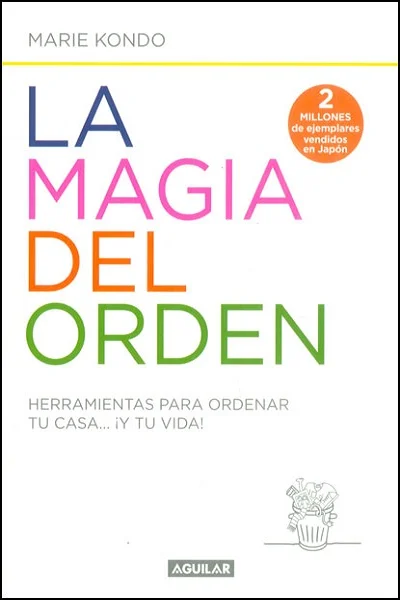 MARIE KONDO
LA
MAGIA
DEL
ORDEN
2
MILLONES
de ejemplares
vendidos
en Japón
HERRAMIENTAS PARA ORDENAR
TU CASA... ¡Y TU VIDA!
AGUILAR